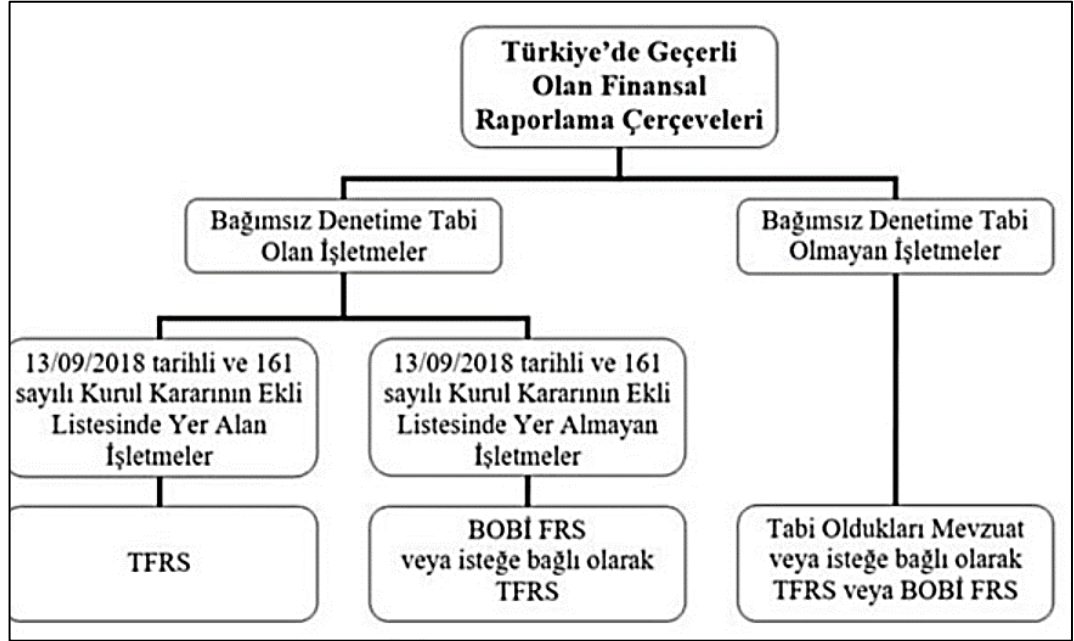 Türkiye’de Geçerli
Olan Finansal
Raporlama Çerçeveleri
Bağımsız Denetime Tabi
Olan İşletmeler
Bağımsız Denetime Tabi
Olmayan İşletmeler
13/09/2018 tarihli ve 161
sayılı Kurul Kararının Ekli
Listesinde Yer Alan
İşletmeler
13/09/2018 tarihli ve 161
sayılı Kurul Kararının Ekli
Listesinde Yer Almayan
İşletmeler
TFRS
BOBİ FRS
veya isteğe bağlı olarak
TFRS
Tabi Oldukları Mevzuat
veya isteğe bağlı olarak
TFRS veya BOBİ FRS